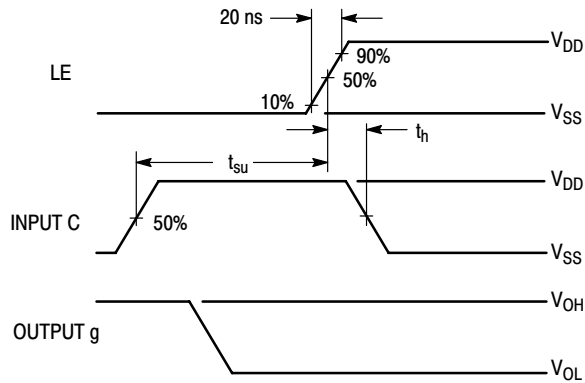 20 ns
V_DD
90%
LE
50%
10%
V_SS
t_h
t_su
V_DD
INPUT C
50%
V_SS
V_OH
OUTPUT g
V_OL